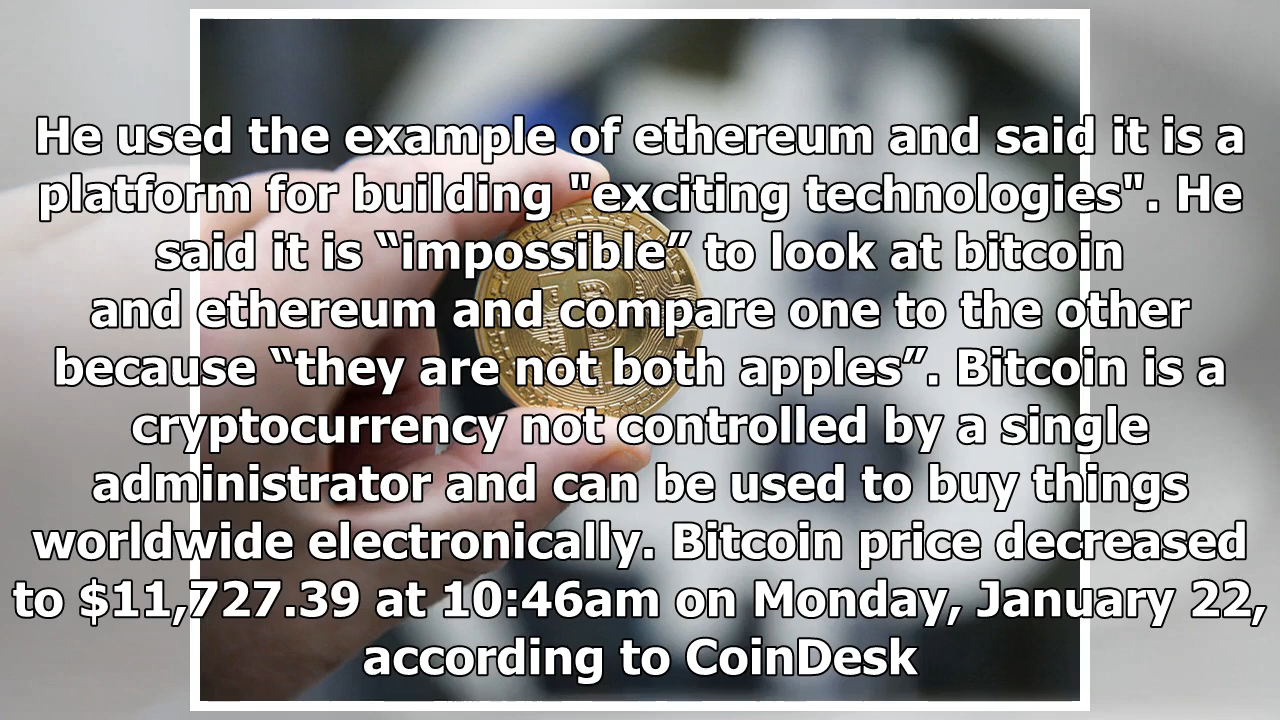 He used the example of ethereum and said it is a
platform for building "exciting technologies". He
said it is “impossible” to look at bitcoin
and ethereum and compare one to the other
because “they are not both apples”. Bitcoin is a
cryptocurrency not controlled by a single
administrator and can be used to buy things
worldwide electronically. Bitcoin price decreased
to $11,727.39 at 10:46am on Monday, January 22,
according to CoinDesk